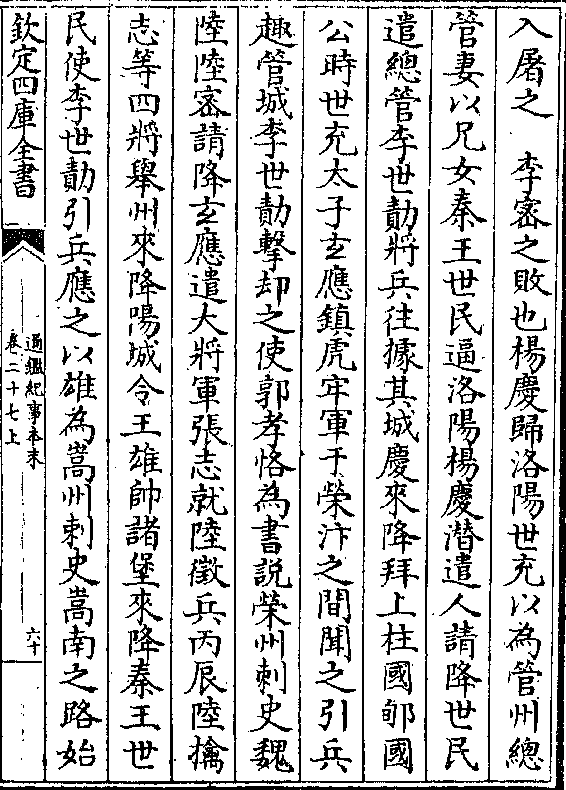 入屠之　李密之敗也楊慶歸洛陽世充以為管州總
管妻以兄女秦王世民逼洛陽楊慶潛遣人請降世民
遣總管李世勣將兵往據其城慶來降拜上柱國郇國
公時世充太子玄應鎮虎牢軍于榮汴之間聞之引兵
趣管城李世勣擊却之使郭孝恪為書説榮州刺史魏
陸陸密請降玄應遣大將軍張志就陸徵兵丙辰陸擒
志等四將舉州來降陽城令王雄帥諸堡來降秦王世
民使李世勣引兵應之以雄為嵩州刺史嵩南之路始
欽定四庫全書
通鑑紀事本末
卷二十七上
六十